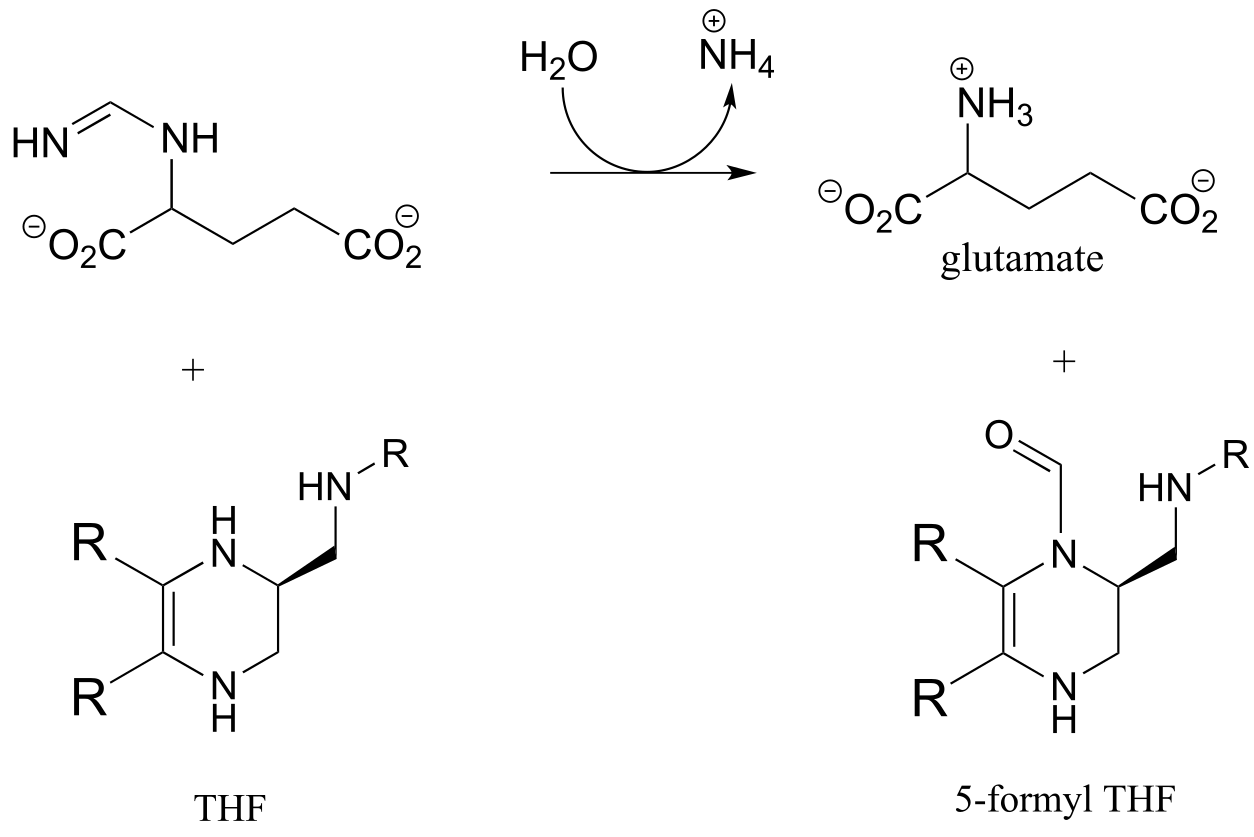 H2O
⊕
NH4
⊕
NH3
HN
NH
⊖O2C
CO2⊖
⊖O2C
CO2⊖
glutamate
+
+
HN
R
R
H
N
R
N
H
O
HN
R
R
N
R
N
H
THF
5-formyl THF